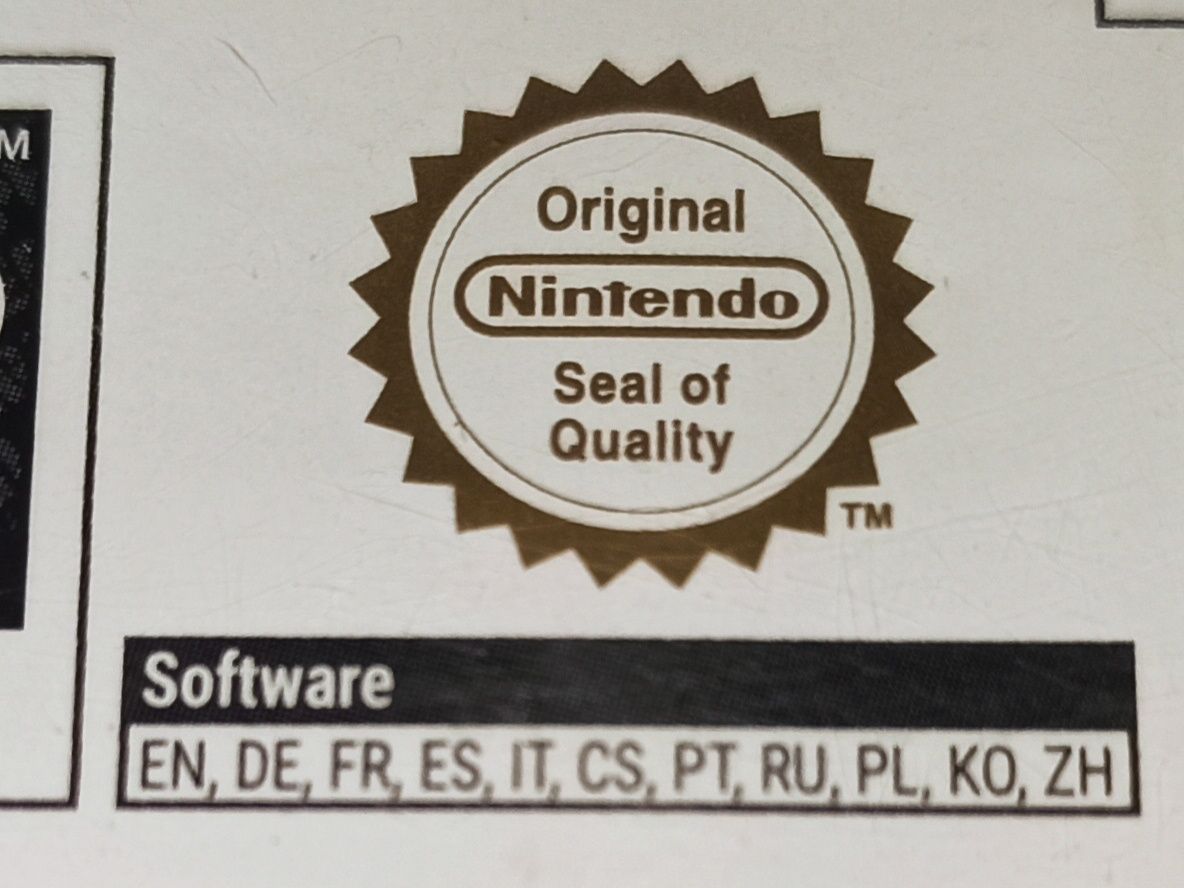 M
Original
Nintendo
Seal of
Quality
TM
Software
EN, DE, FR, ES, IT, CS, PT, RU, PL, KO, ZH